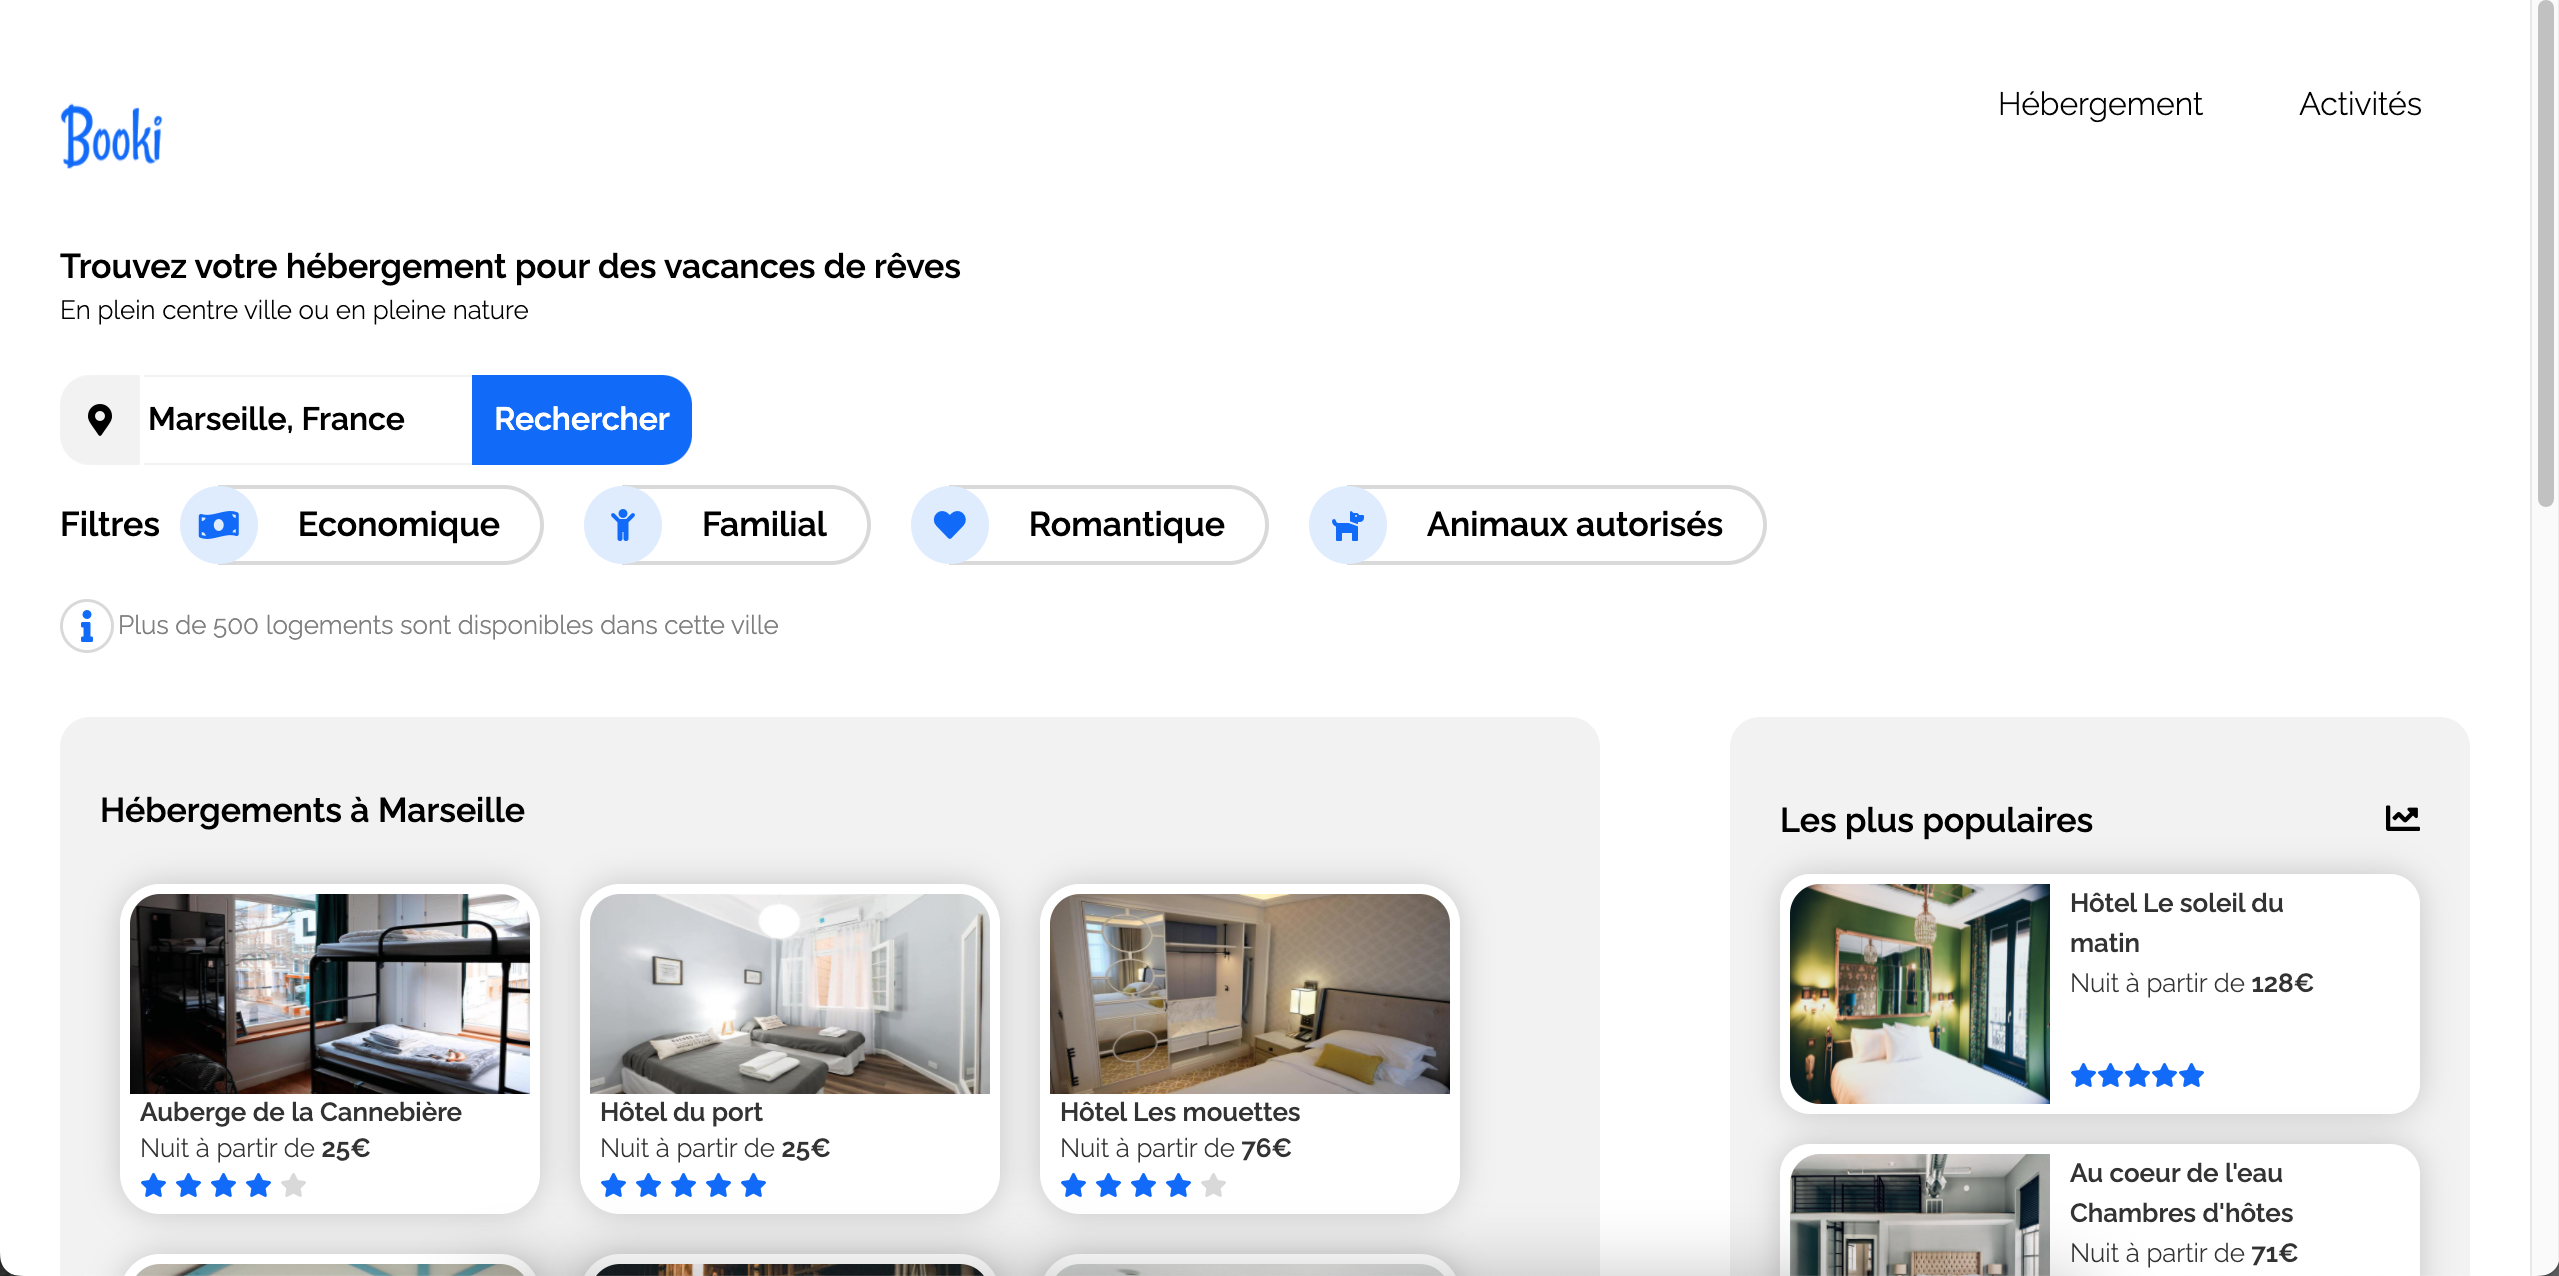 Booki
Hébergement
Activités
Trouvez votre hébergement pour des vacances de rêves
En plein centre ville ou en pleine nature
Marseille, France
Rechercher
Filtres
Economique
Familial
Romantique
Animaux autorisés
Plus de 500 logements sont disponibles dans cette ville
Hébergements à Marseille
Auberge de la Cannebière
Nuit à partir de 25€
Hôtel du port
Nuit à partir de 25€
Hôtel Les mouettes
Nuit à partir de 76€
Les plus populaires
Hôtel Le soleil du
matin
Nuit à partir de 128€
Au coeur de l'eau
Chambres d'hôtes
Nuit à partir de 71€